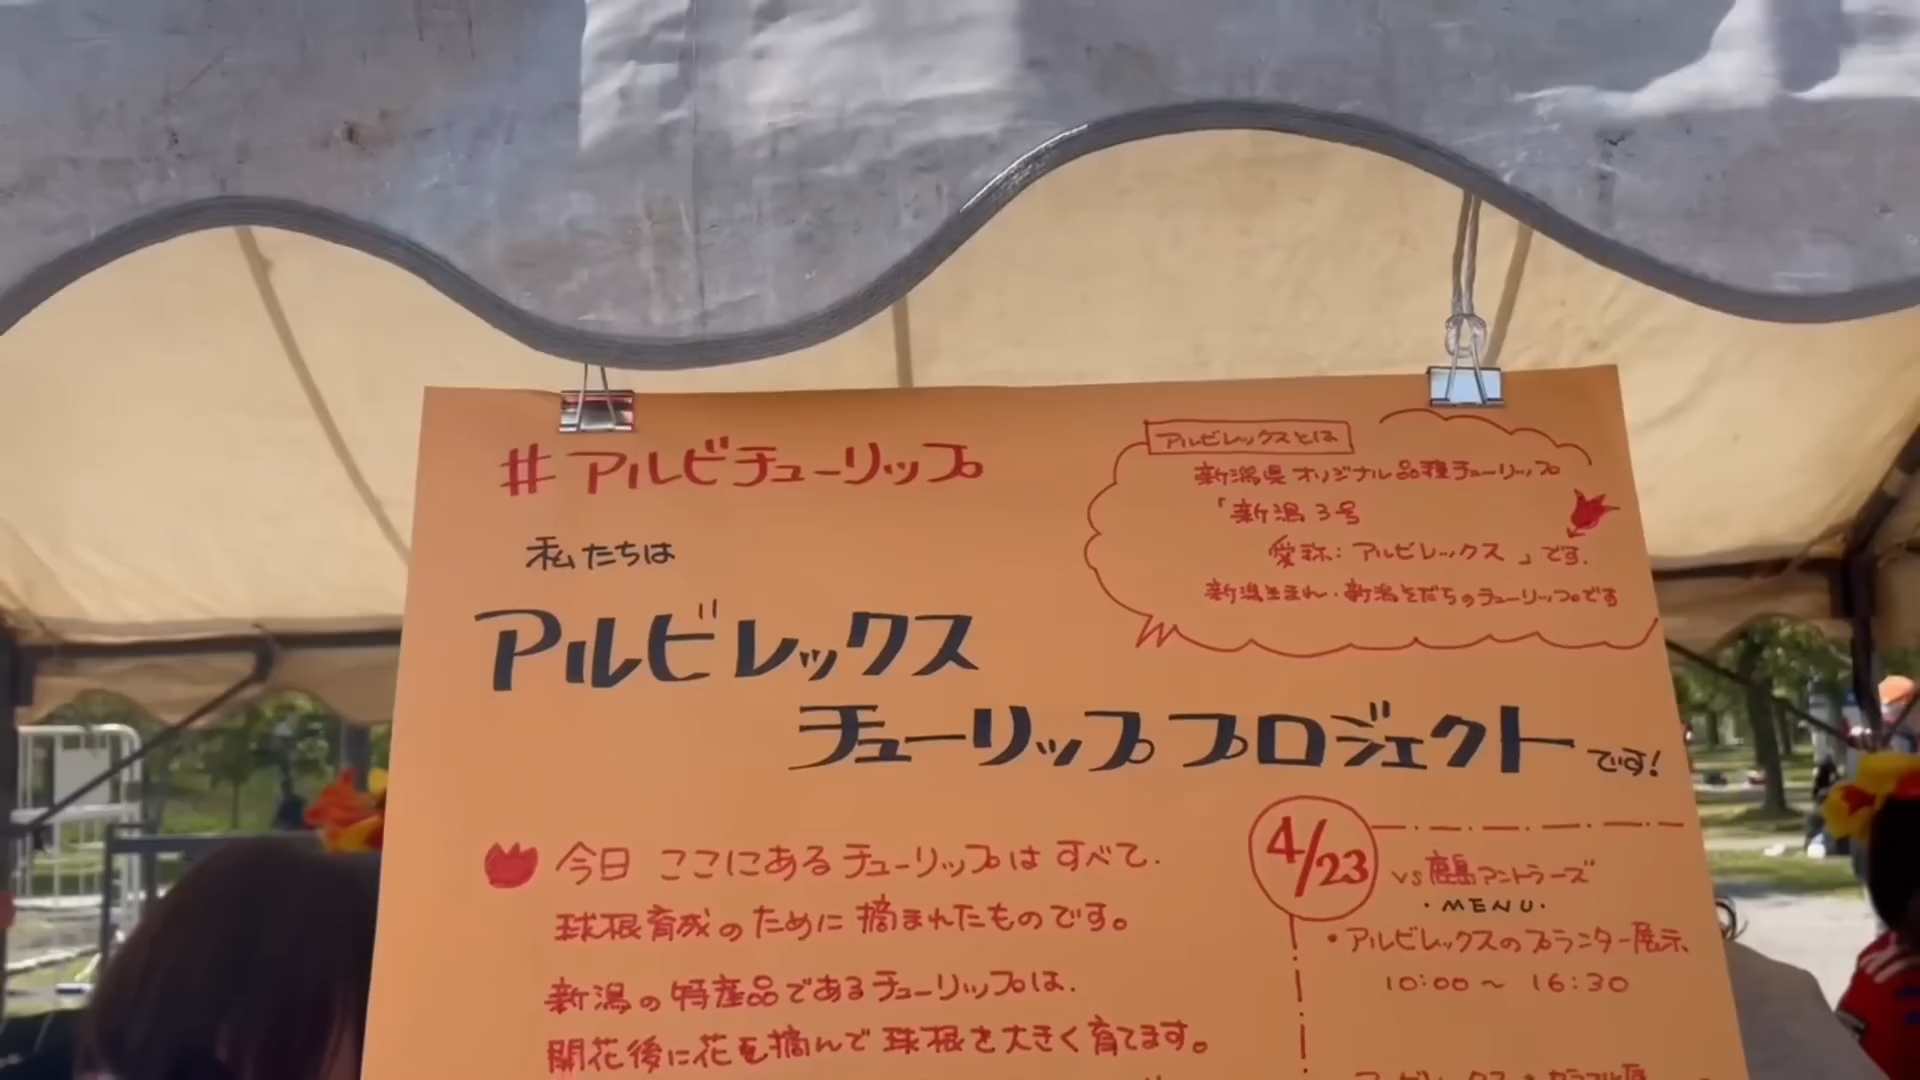 #アルビチューリップ
アルビレックスとは
新潟県オリジナル品種チューリップ
「新潟3号
愛称:アルビレックス」です.
新潟生まれ・新潟そだちのチューリップです
私たちは
アルビレックス
チューリッププロジェクトです!
今日 ここにあるチューリップは すべて.
球根育成のために摘まれたものです。
新潟の特産品であるチューリップは.
開花後に花を摘んで球根を大きく育てます。
4/23
vs 鹿島アントラーズ
・MENU・
・アルビレックスのプランター展示
10:00~16:30